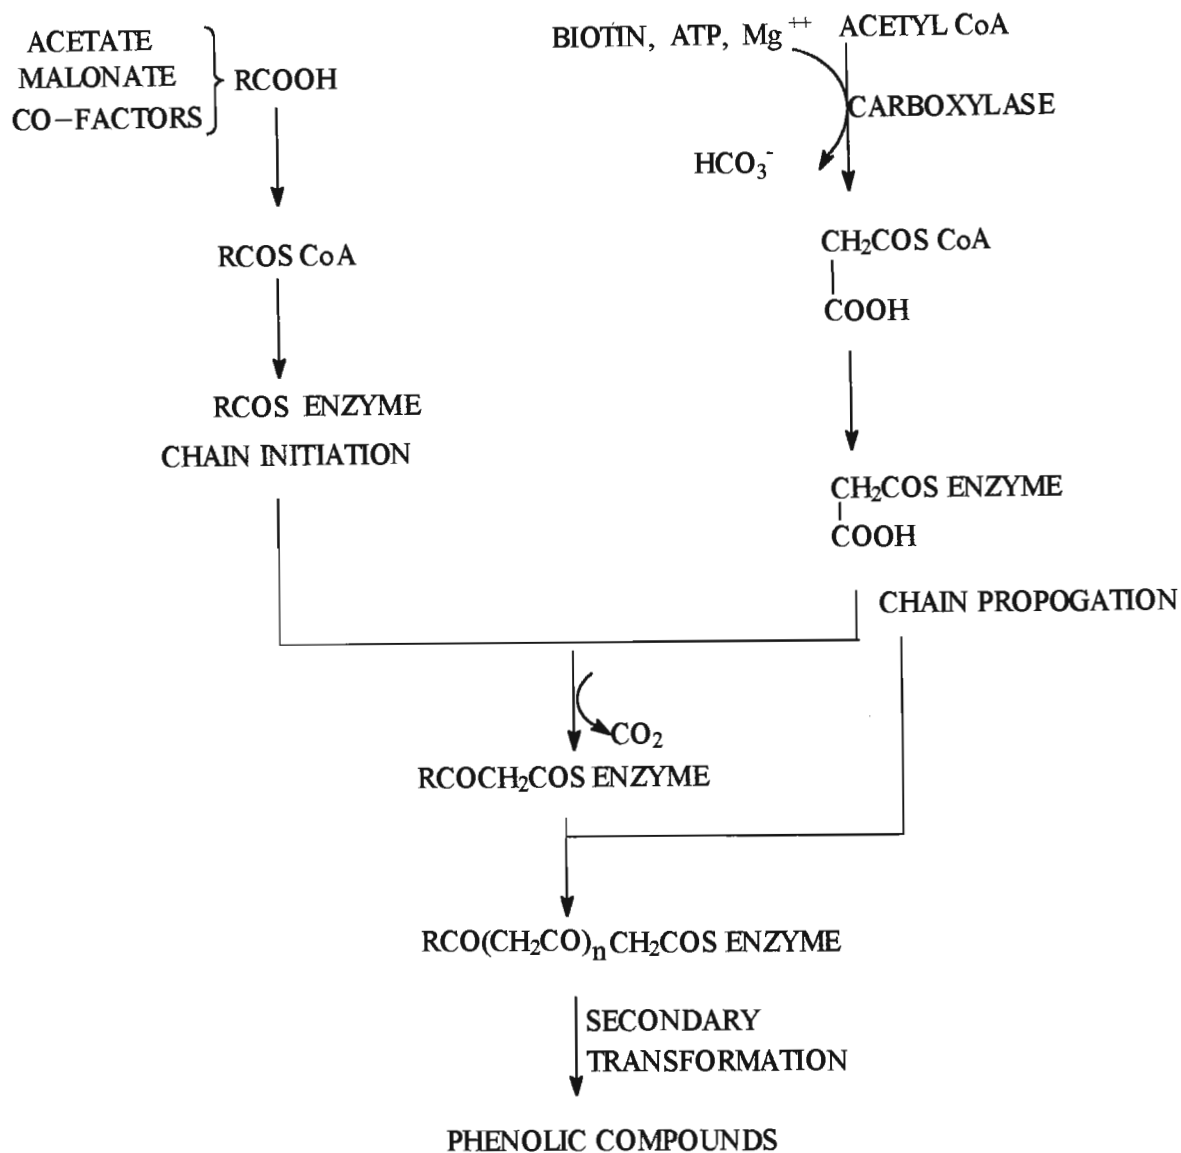 ACETATE
MALONATE
CO-FACTORS
RCOOH
RCOS CoA
RCOS ENZYME
CHAIN INITIATION
BIOTIN, ATP, Mg⁺⁺
ACETYL CoA
CARBOXYLASE
HCO₃⁻
CH₂COS CoA
COOH
CH₂COS ENZYME
COOH
CHAIN PROPOGATION
CO₂
RCOCH₂COS ENZYME
RCO(CH₂CO)ₙCH₂COS ENZYME
SECONDARY
TRANSFORMATION
PHENOLIC COMPOUNDS